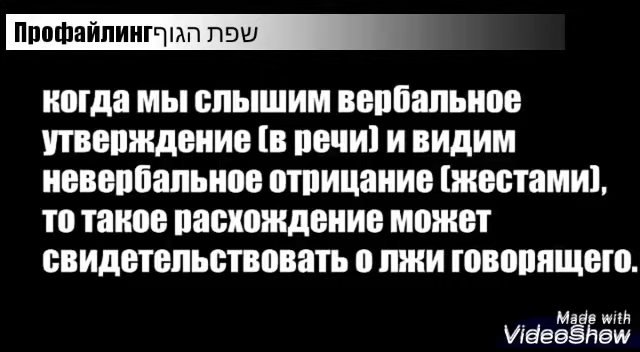 Профайлинг שפת הגוף
когда мы слышим вербальное
утверждение (в речи) и видим
невербальное отрицание (жестами),
то такое расхождение может
свидетельствовать о лжи говорящего.
Made with
VideoShow